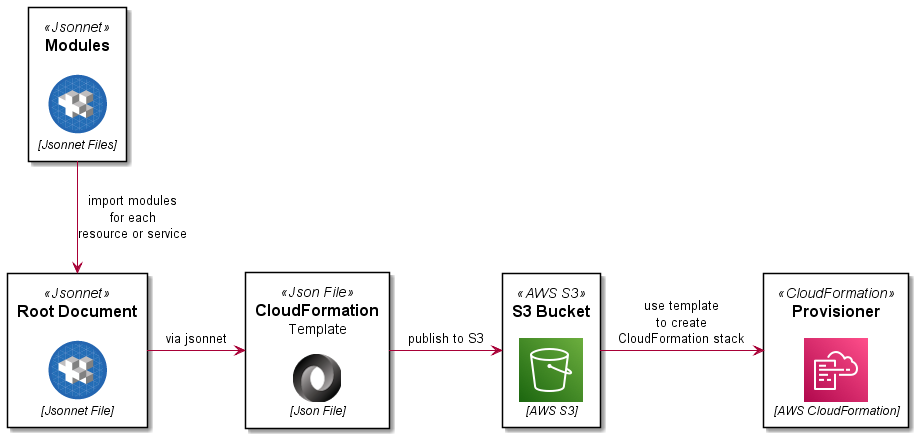 «Jsonnet»
Modules
[Jsonnet Files]
import modules
for each
resource or service
«Jsonnet»
Root Document
[Jsonnet File]
via jsonnet
«Json File»
CloudFormation
Template
[Json File]
publish to S3
«AWS S3»
S3 Bucket
[AWS S3]
use template
to create
CloudFormation stack
«CloudFormation»
Provisioner
[AWS CloudFormation]